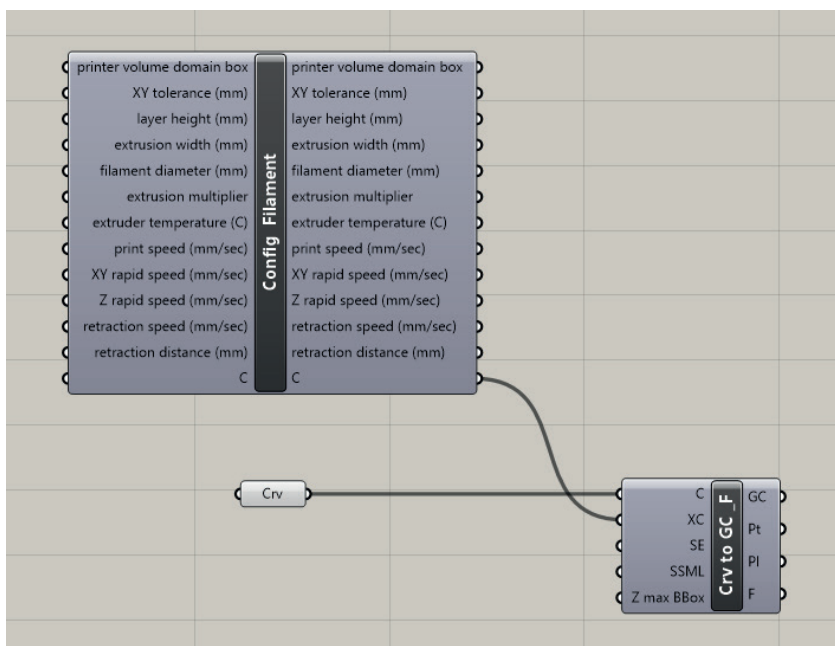 printer volume domain box
XY tolerance (mm)
layer height (mm)
extrusion width (mm)
filament diameter (mm)
extrusion multiplier
extruder temperature (C)
print speed (mm/sec)
XY rapid speed (mm/sec)
Z rapid speed (mm/sec)
retraction speed (mm/sec)
retraction distance (mm)
C
Config Filament
printer volume domain box
XY tolerance (mm)
layer height (mm)
extrusion width (mm)
filament diameter (mm)
extrusion multiplier
extruder temperature (C)
print speed (mm/sec)
XY rapid speed (mm/sec)
Z rapid speed (mm/sec)
retraction speed (mm/sec)
retraction distance (mm)
C
Crv
C
XC
SE
SSML
Z max BBox
Crv to GC _F
GC
Pt
Pl
F